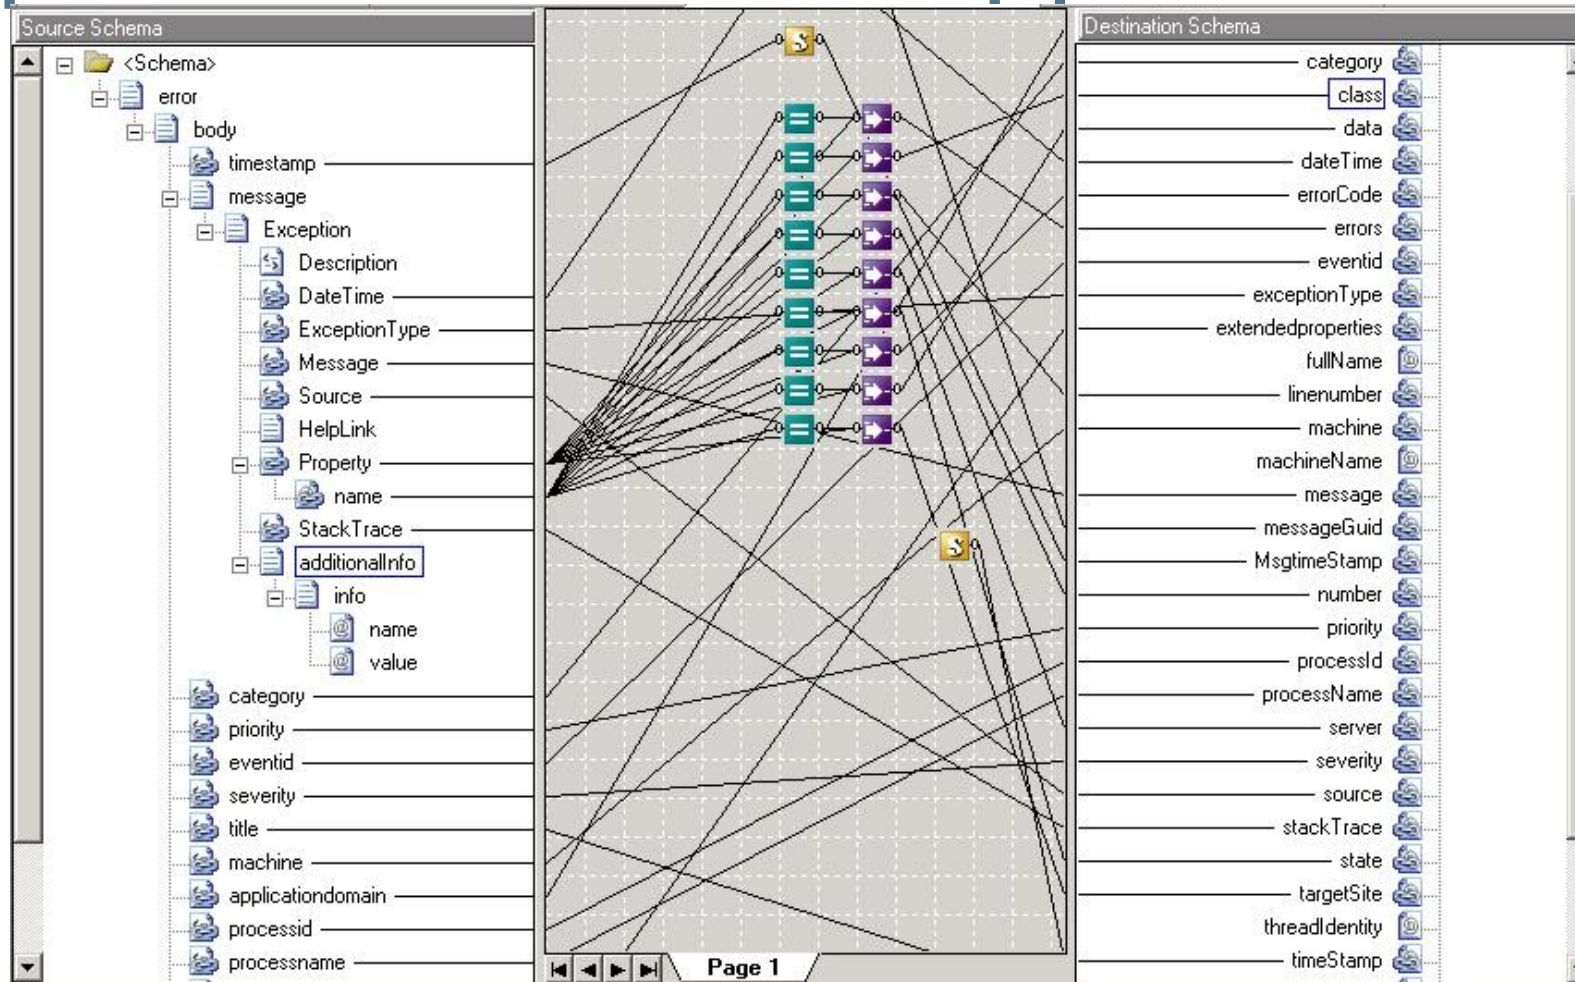 Source Schema
<Schema>
error
body
timestamp
message
Exception
Description
DateTime
ExceptionType
Message
Source
HelpLink
Property
name
StackTrace
additionalInfo
info
name
value
category
priority
eventid
severity
title
machine
applicationdomain
processid
processname
Page 1
Destination Schema
category
class
data
dateTime
errorCode
errors
eventid
exceptionType
extendedproperties
fullName
linenumber
machine
machineName
message
messageGuid
MsgtimeStamp
number
priority
processId
processName
server
severity
source
stackTrace
state
targetSite
threadIdentity
timeStamp